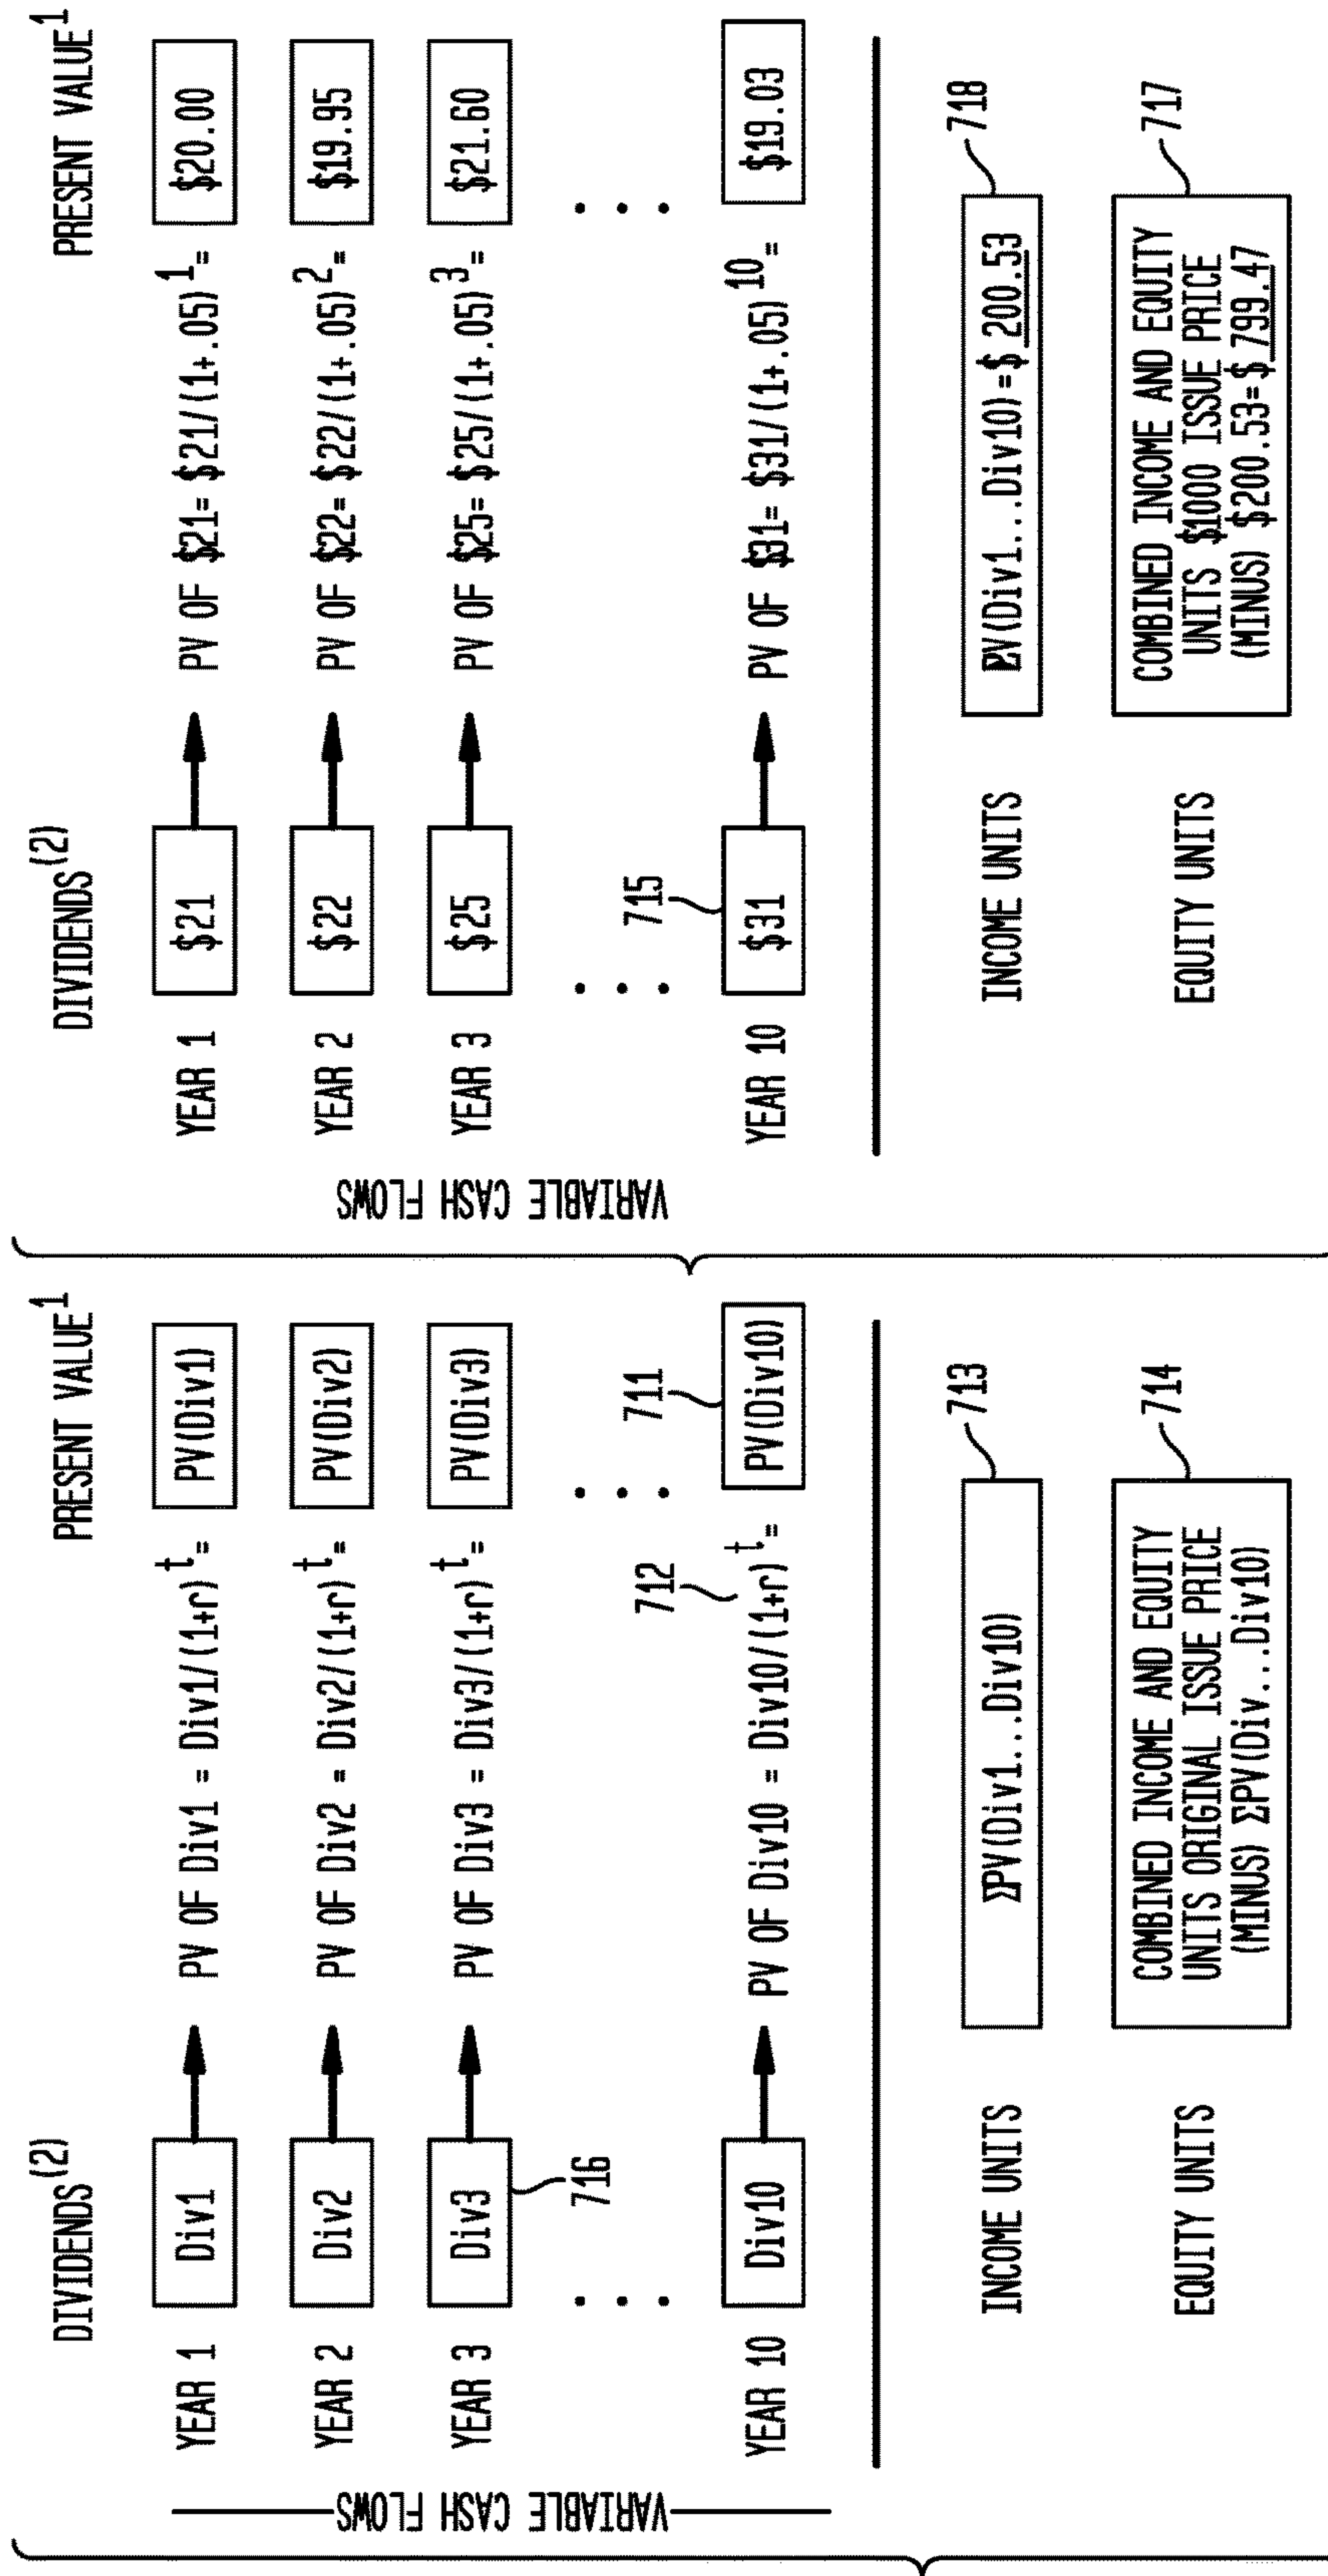 DIVIDENDS(2) PRESENT VALUE1
YEAR 1 Div1 PV OF Div1 = Div1/(1+r)t= PV(Div1)
YEAR 2 Div2 PV OF Div2 = Div2/(1+r)t= PV(Div2)
YEAR 3 Div3 PV OF Div3 = Div3/(1+r)t= PV(Div3)
716
. . . . . . 711
712
YEAR 10 Div10 PV OF Div10 = Div10/(1+r)t= PV(Div10)
VARIABLE CASH FLOWS
713
INCOME UNITS ΣPV(Div1...Div10)
714
EQUITY UNITS
COMBINED INCOME AND EQUITY
UNITS ORIGINAL ISSUE PRICE
(MINUS) ΣPV(Div...Div10)
DIVIDENDS(2) PRESENT VALUE1
YEAR 1 $21 PV OF $21= $21/(1+.05)1= $20.00
YEAR 2 $22 PV OF $22= $22/(1+.05)2= $19.95
YEAR 3 $25 PV OF $25= $25/(1+.05)3= $21.60
. . . 715 . . .
YEAR 10 $31 PV OF $31= $31/(1+.05)10= $19.03
VARIABLE CASH FLOWS
718
INCOME UNITS ΣPV(Div1...Div10)=$ 200.53
717
EQUITY UNITS
COMBINED INCOME AND EQUITY
UNITS $1000 ISSUE PRICE
(MINUS) $200.53=$ 799.47